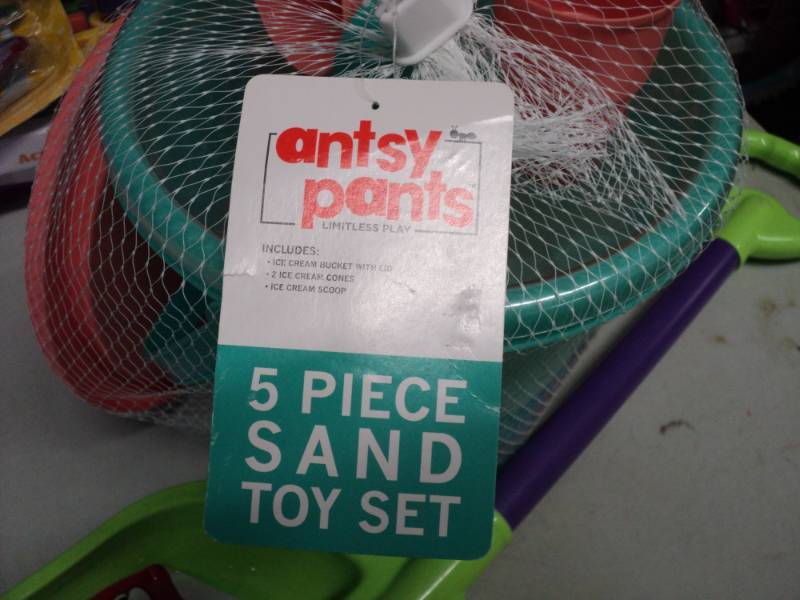 antsy
pants
LIMITLESS PLAY
INCLUDES:
• ICE CREAM BUCKET WITH LID
• 2 ICE CREAM CONES
• ICE CREAM SCOOP
5 PIECE
SAND
TOY SET